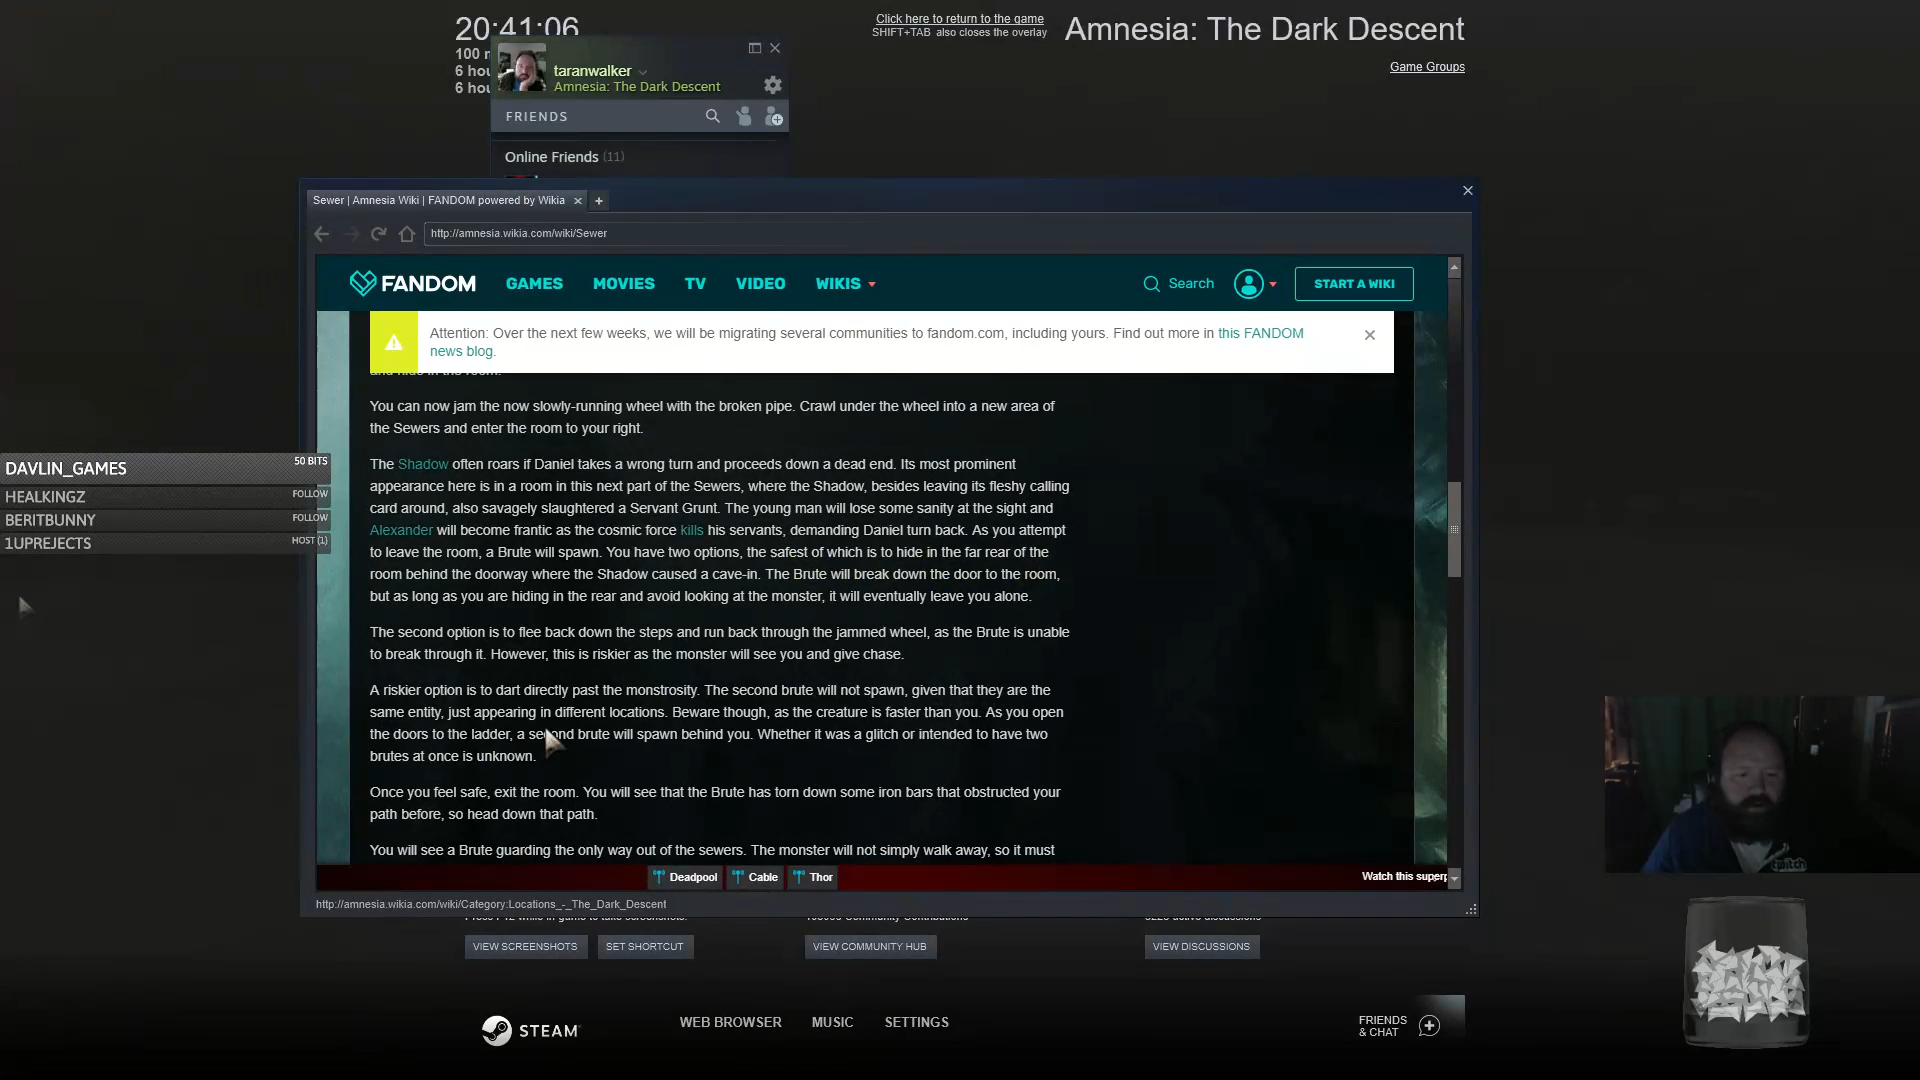 20:41:06
Click here to return to the game
SHIFT+TAB also closes the overlay
Amnesia: The Dark Descent
100
6 hou
6 hou
Game Groups
taranwalker
Amnesia: The Dark Descent
FRIENDS
Online Friends (11)
Sewer | Amnesia Wiki | FANDOM powered by Wikia
http://amnesia.wikia.com/wiki/Sewer
FANDOM
GAMES MOVIES TV VIDEO WIKIS
Search
START A WIKI
Attention: Over the next few weeks, we will be migrating several communities to fandom.com, including yours. Find out more in this FANDOM
news blog.
and hide in the room.
You can now jam the now slowly-running wheel with the broken pipe. Crawl under the wheel into a new area of
the Sewers and enter the room to your right.
The Shadow often roars if Daniel takes a wrong turn and proceeds down a dead end. Its most prominent
appearance here is in a room in this next part of the Sewers, where the Shadow, besides leaving its fleshy calling
card around, also savagely slaughtered a Servant Grunt. The young man will lose some sanity at the sight and
Alexander will become frantic as the cosmic force kills his servants, demanding Daniel turn back. As you attempt
to leave the room, a Brute will spawn. You have two options, the safest of which is to hide in the far rear of the
room behind the doorway where the Shadow caused a cave-in. The Brute will break down the door to the room,
but as long as you are hiding in the rear and avoid looking at the monster, it will eventually leave you alone.
The second option is to flee back down the steps and run back through the jammed wheel, as the Brute is unable
to break through it. However, this is riskier as the monster will see you and give chase.
A riskier option is to dart directly past the monstrosity. The second brute will not spawn, given that they are the
same entity, just appearing in different locations. Beware though, as the creature is faster than you. As you open
the doors to the ladder, a second brute will spawn behind you. Whether it was a glitch or intended to have two
brutes at once is unknown.
Once you feel safe, exit the room. You will see that the Brute has torn down some iron bars that obstructed your
path before, so head down that path.
You will see a Brute guarding the only way out of the sewers. The monster will not simply walk away, so it must
Deadpool Cable Thor
Watch this superp
http://amnesia.wikia.com/wiki/Category:Locations_-_The_Dark_Descent
DAVLIN_GAMES 50 BITS
HEALKINGZ FOLLOW
BERITBUNNY FOLLOW
1UPREJECTS HOST (1)
twitch
VIEW SCREENSHOTS SET SHORTCUT VIEW COMMUNITY HUB VIEW DISCUSSIONS
STEAM
WEB BROWSER MUSIC SETTINGS
FRIENDS
& CHAT